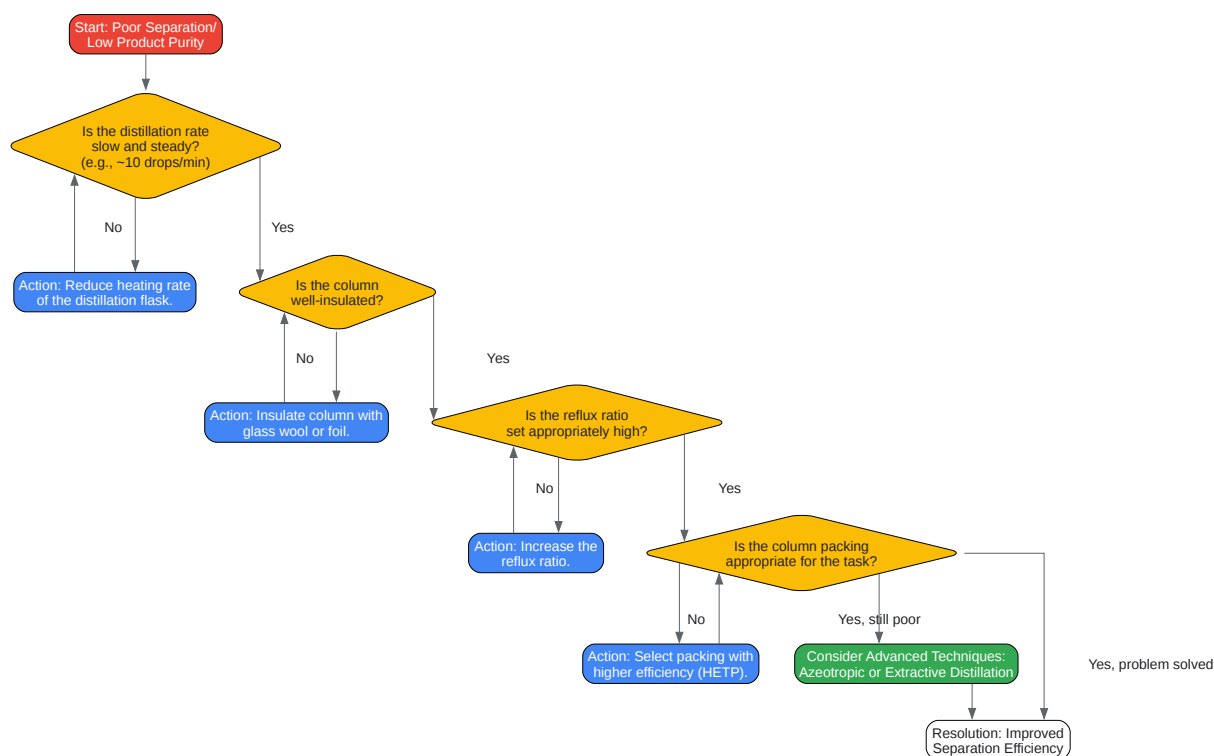 Start: Poor Separation/
Low Product Purity
Is the distillation rate
slow and steady?
(e.g., ~10 drops/min)
No
Yes
Action: Reduce heating rate
of the distillation flask.
Is the column
well-insulated?
No
Yes
Action: Insulate column with
glass wool or foil.
Is the reflux ratio
set appropriately high?
No
Yes
Action: Increase the
reflux ratio.
Is the column packing
appropriate for the task?
No
Yes, still poor
Yes, problem solved
Action: Select packing with
higher efficiency (HETP).
Consider Advanced Techniques:
Azeotropic or Extractive Distillation
Resolution: Improved
Separation Efficiency